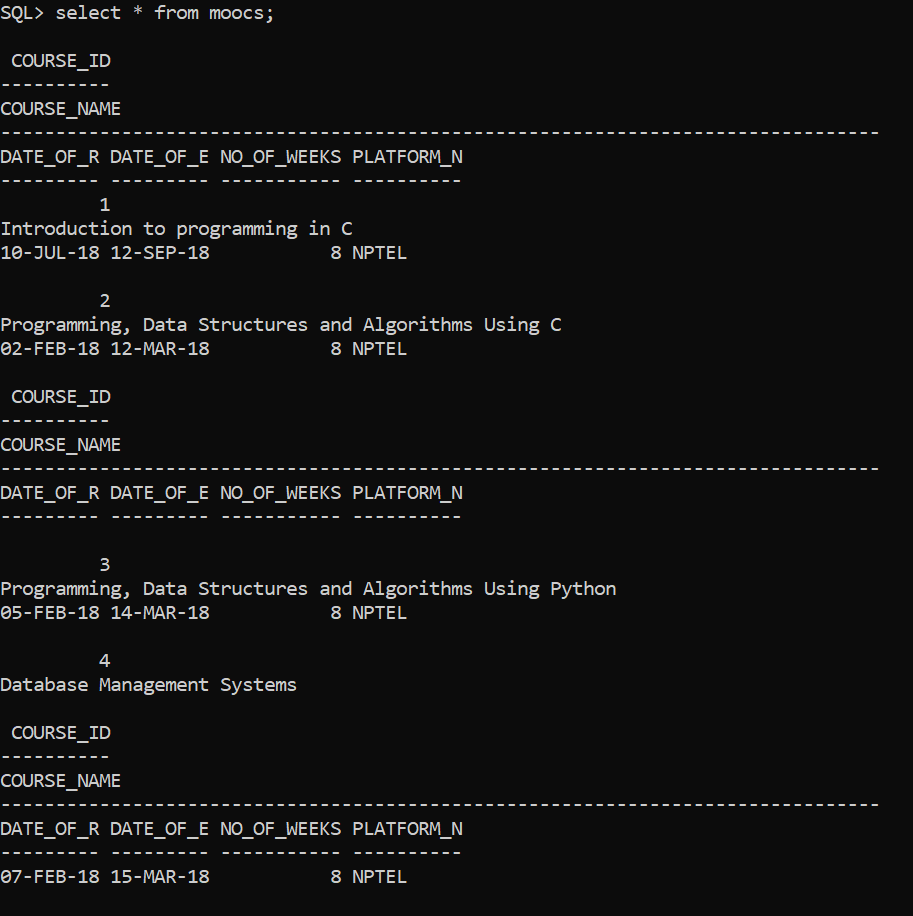 SQL> select * from moocs;
 COURSE_ID
----------
COURSE_NAME
--------------------------------------------------------------------------------
DATE_OF_R DATE_OF_E NO_OF_WEEKS PLATFORM_N
--------- --------- ----------- ----------
         1
Introduction to programming in C
10-JUL-18 12-SEP-18           8 NPTEL
         2
Programming, Data Structures and Algorithms Using C
02-FEB-18 12-MAR-18           8 NPTEL
 COURSE_ID
----------
COURSE_NAME
--------------------------------------------------------------------------------
DATE_OF_R DATE_OF_E NO_OF_WEEKS PLATFORM_N
--------- --------- ----------- ----------
         3
Programming, Data Structures and Algorithms Using Python
05-FEB-18 14-MAR-18           8 NPTEL
         4
Database Management Systems
 COURSE_ID
----------
COURSE_NAME
--------------------------------------------------------------------------------
DATE_OF_R DATE_OF_E NO_OF_WEEKS PLATFORM_N
--------- --------- ----------- ----------
07-FEB-18 15-MAR-18           8 NPTEL